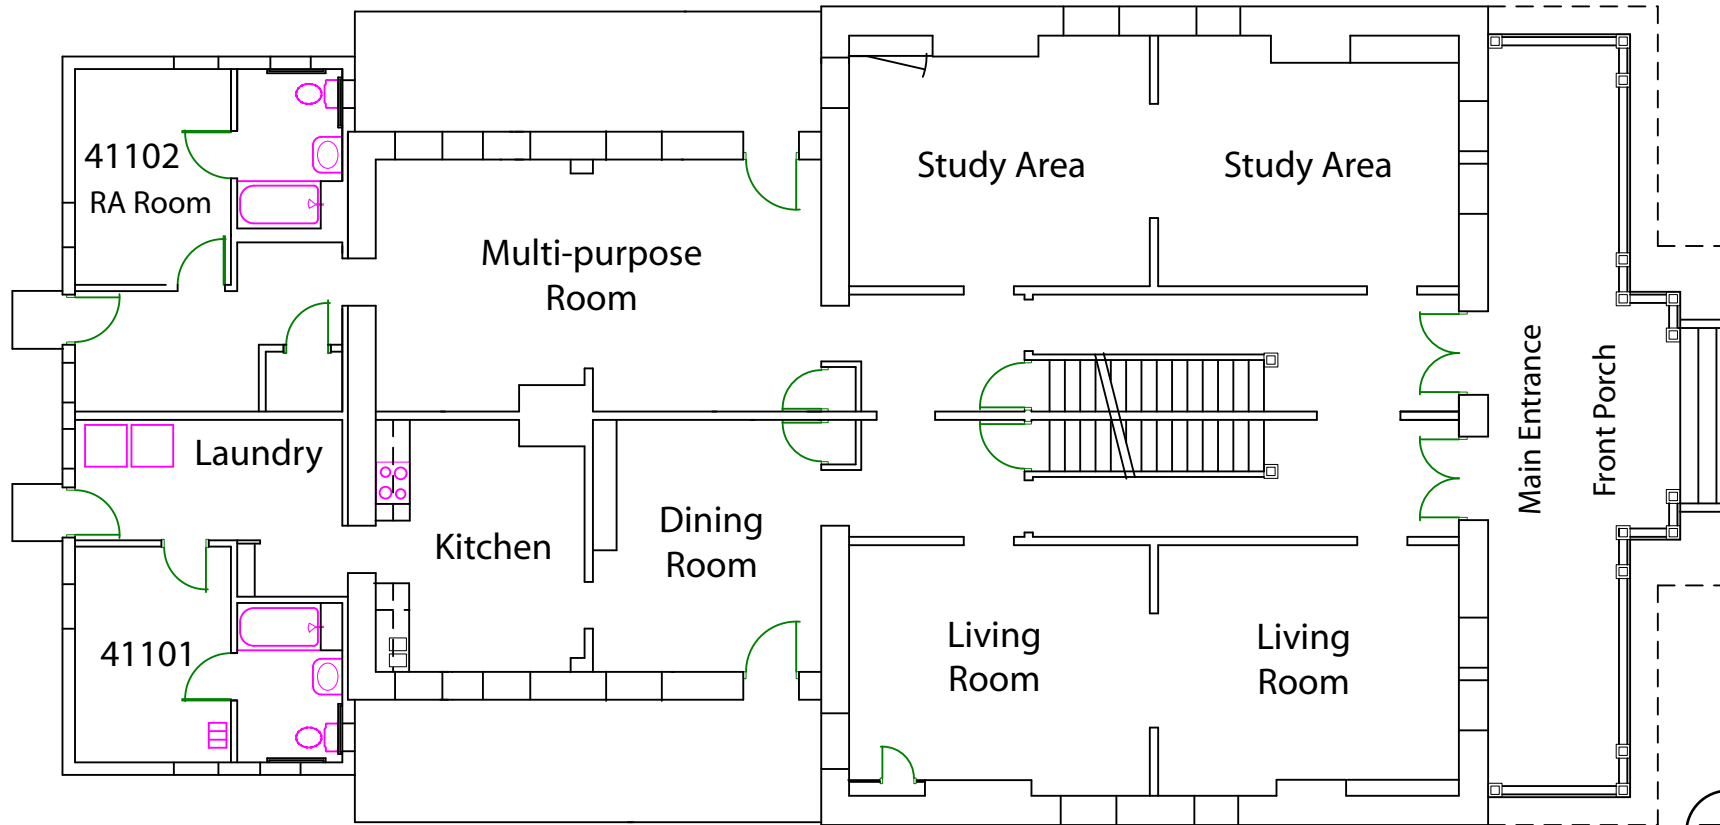 41102
RA Room
Multi-purpose
Room
Study Area
Study Area
Laundry
Kitchen
Dining
Room
41101
Living
Room
Living
Room
Main Entrance
Front Porch